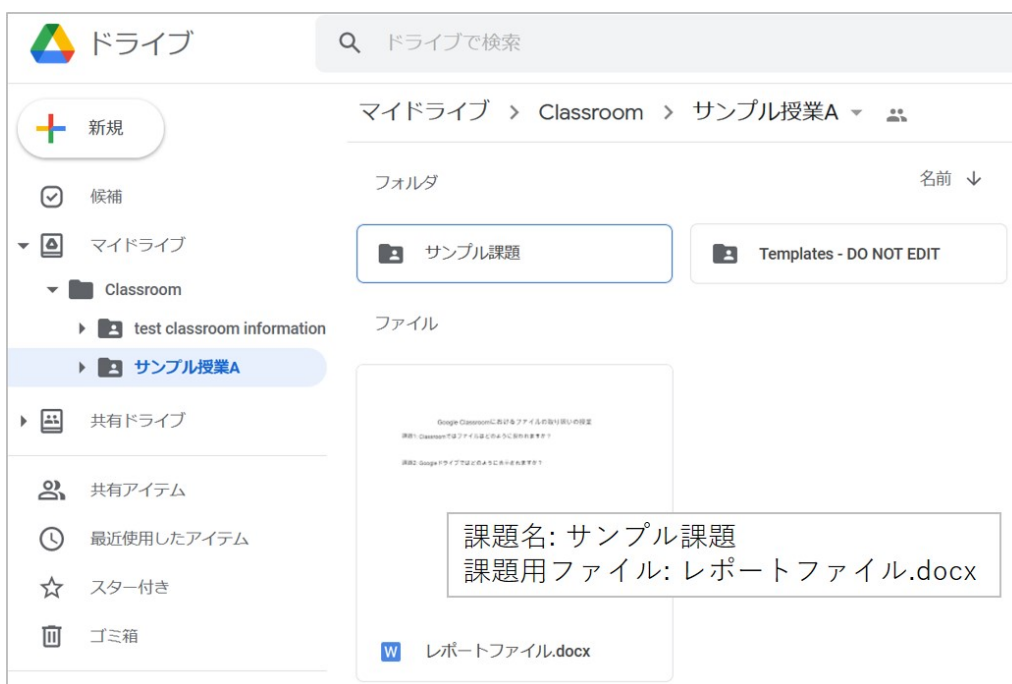 ドライブ
ドライブで検索
新規
マイドライブ > Classroom > サンプル授業A
候補
マイドライブ
Classroom
test classroom information
サンプル授業A
共有ドライブ
共有アイテム
最近使用したアイテム
スター付き
ゴミ箱
フォルダ
名前
サンプル課題
Templates - DO NOT EDIT
ファイル
Google Classroomにおけるファイルの取り扱いの授業
課題1: Classroomではファイルはどのように扱われますか？
課題2: Googleドライブではどのように表示されますか？
課題名: サンプル課題
課題用ファイル: レポートファイル.docx
W
レポートファイル.docx